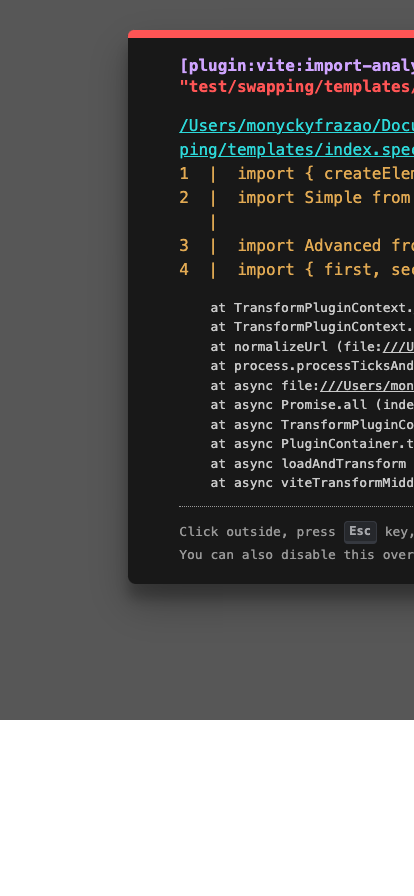 [plugin:vite:import-analy
"test/swapping/templates/
/Users/monyckyfrazao/Docu
ping/templates/index.spec
1  |  import { createElem
2  |  import Simple from
   |
3  |  import Advanced fro
4  |  import { first, sec
at TransformPluginContext.
at TransformPluginContext.
at normalizeUrl (file:///U
at process.processTicksAnd
at async file:///Users/mon
at async Promise.all (inde
at async TransformPluginCo
at async PluginContainer.t
at async loadAndTransform
at async viteTransformMidd
Click outside, press Esc key,
You can also disable this over